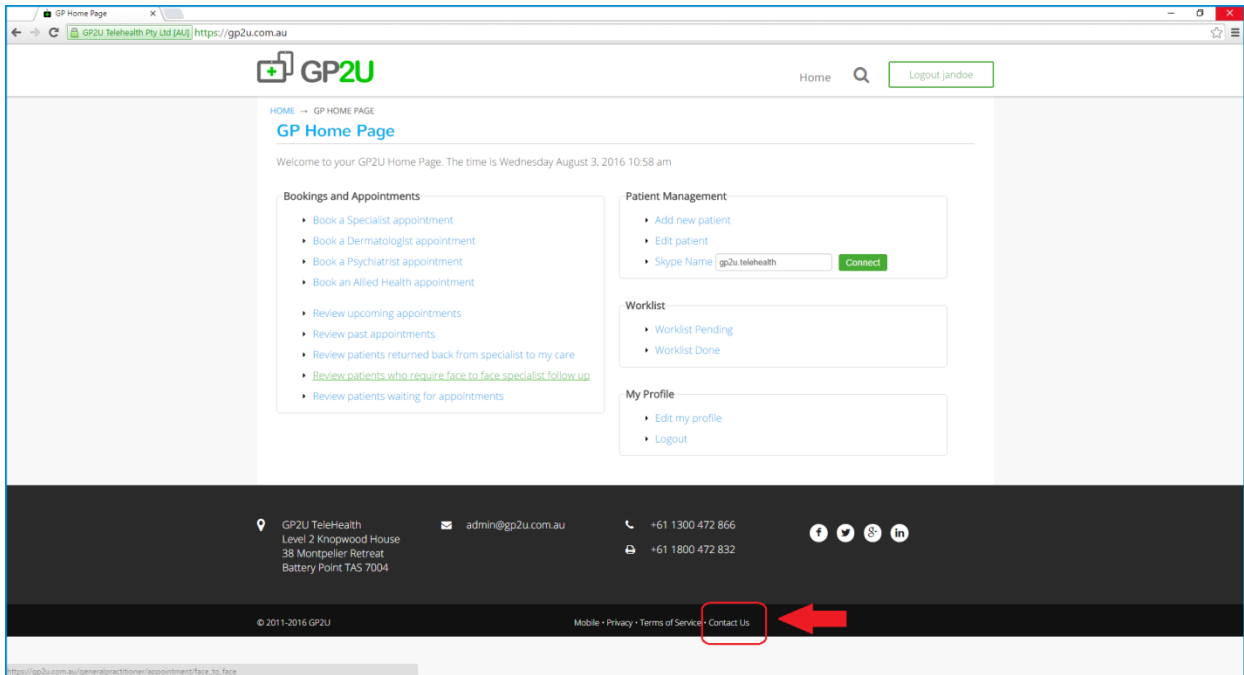 GP Home Page
GP2U Telehealth Pty Ltd [AU] https://gp2u.com.au
GP2U
Home
Logout jandoe
HOME → GP HOME PAGE
GP Home Page
Welcome to your GP2U Home Page. The time is Wednesday August 3, 2016 10:58 am
Bookings and Appointments
Book a Specialist appointment
Book a Dermatologist appointment
Book a Psychiatrist appointment
Book an Allied Health appointment
Review upcoming appointments
Review past appointments
Review patients returned back from specialist to my care
Review patients who require face to face specialist follow up
Review patients waiting for appointments
Patient Management
Add new patient
Edit patient
Skype Name gp2u.telehealth Connect
Worklist
Worklist Pending
Worklist Done
My Profile
Edit my profile
Logout
GP2U TeleHealth
Level 2 Knopwood House
38 Montpelier Retreat
Battery Point TAS 7004
admin@gp2u.com.au
+61 1300 472 866
+61 1800 472 832
© 2011-2016 GP2U
Mobile • Privacy • Terms of Service • Contact Us
https://gp2u.com.au/generalpractitioner/appointment/face_to_face